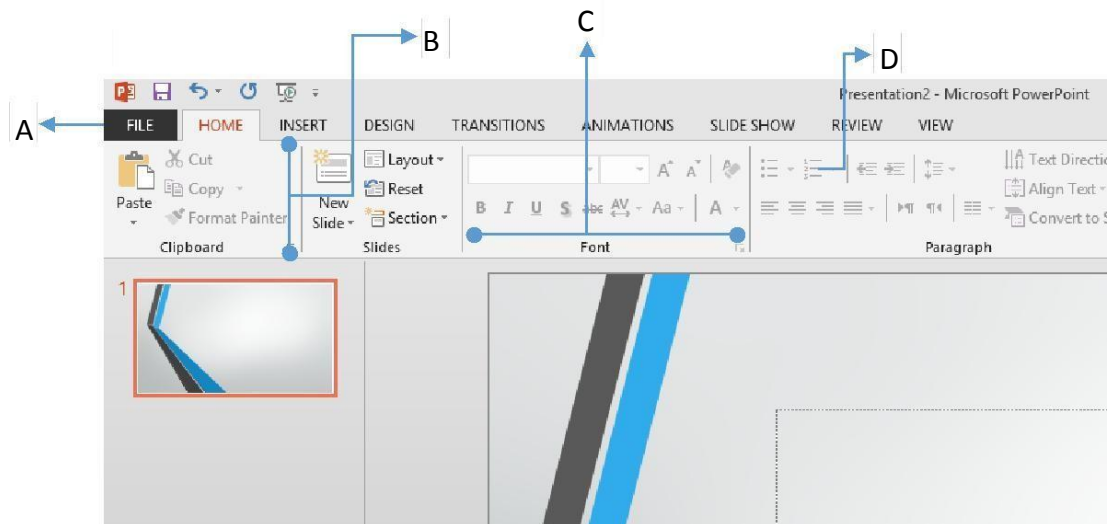 C
B
D
Presentation2 - Microsoft PowerPoint
A
FILE HOME INSERT DESIGN TRANSITIONS ANIMATIONS SLIDE SHOW REVIEW VIEW
Cut Layout Text Directi
Copy Reset Align Text
Paste New Convert to S
Format Painter Slide Section B I U S abc AV Aa A
Clipboard Slides Font Paragraph
1